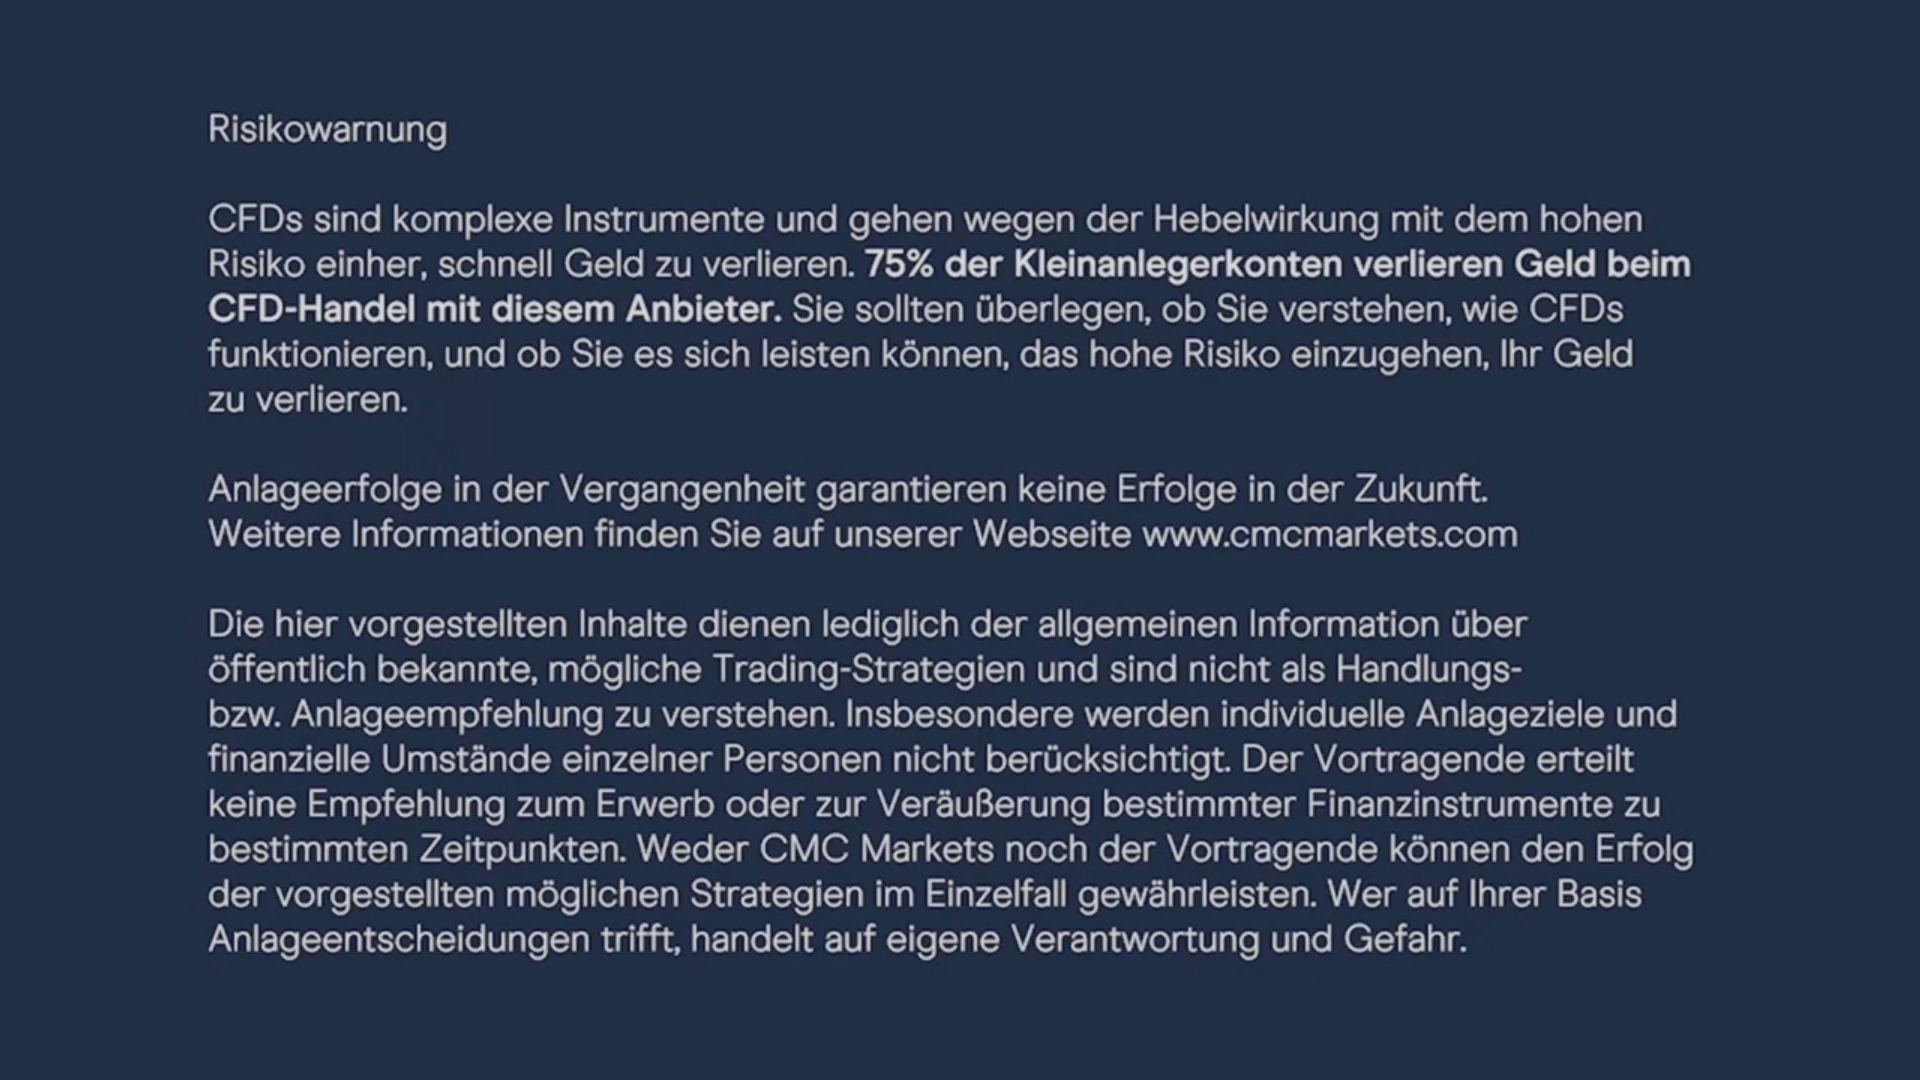 Risikowarnung
CFDs sind komplexe Instrumente und gehen wegen der Hebelwirkung mit dem hohen
Risiko einher, schnell Geld zu verlieren. 75% der Kleinanlegerkonten verlieren Geld beim
CFD-Handel mit diesem Anbieter. Sie sollten überlegen, ob Sie verstehen, wie CFDs
funktionieren, und ob Sie es sich leisten können, das hohe Risiko einzugehen, Ihr Geld
zu verlieren.
Anlageerfolge in der Vergangenheit garantieren keine Erfolge in der Zukunft.
Weitere Informationen finden Sie auf unserer Webseite www.cmcmarkets.com
Die hier vorgestellten Inhalte dienen lediglich der allgemeinen Information über
öffentlich bekannte, mögliche Trading-Strategien und sind nicht als Handlungs-
bzw. Anlageempfehlung zu verstehen. Insbesondere werden individuelle Anlageziele und
finanzielle Umstände einzelner Personen nicht berücksichtigt. Der Vortragende erteilt
keine Empfehlung zum Erwerb oder zur Veräußerung bestimmter Finanzinstrumente zu
bestimmten Zeitpunkten. Weder CMC Markets noch der Vortragende können den Erfolg
der vorgestellten möglichen Strategien im Einzelfall gewährleisten. Wer auf Ihrer Basis
Anlageentscheidungen trifft, handelt auf eigene Verantwortung und Gefahr.